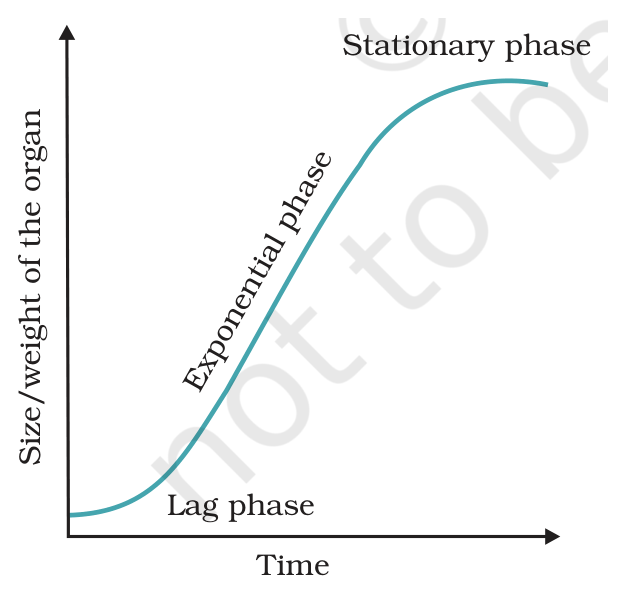 Stationary phase
Exponential phase
Size/weight of the organ
Lag phase
Time
© not to be